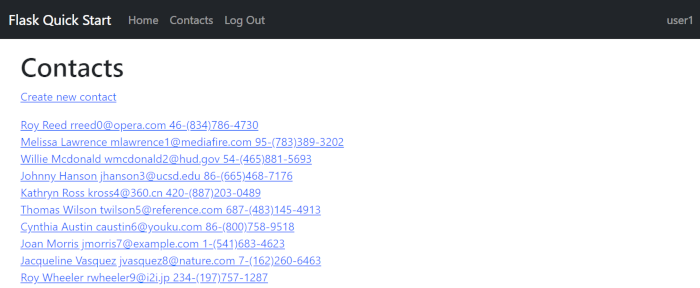 Flask Quick Start Home Contacts Log Out user1
Contacts
Create new contact
Roy Reed rreed0@opera.com 46-(834)786-4730
Melissa Lawrence mlawrence1@mediafire.com 95-(783)389-3202
Willie Mcdonald wmcdonald2@hud.gov 54-(465)881-5693
Johnny Hanson jhanson3@ucsd.edu 86-(665)468-7176
Kathryn Ross kross4@360.cn 420-(887)203-0489
Thomas Wilson twilson5@reference.com 687-(483)145-4913
Cynthia Austin caustin6@youku.com 86-(800)758-9518
Joan Morris jmorris7@example.com 1-(541)683-4623
Jacqueline Vasquez jvasquez8@nature.com 7-(162)260-6463
Roy Wheeler rwheeler9@i2i.jp 234-(197)757-1287